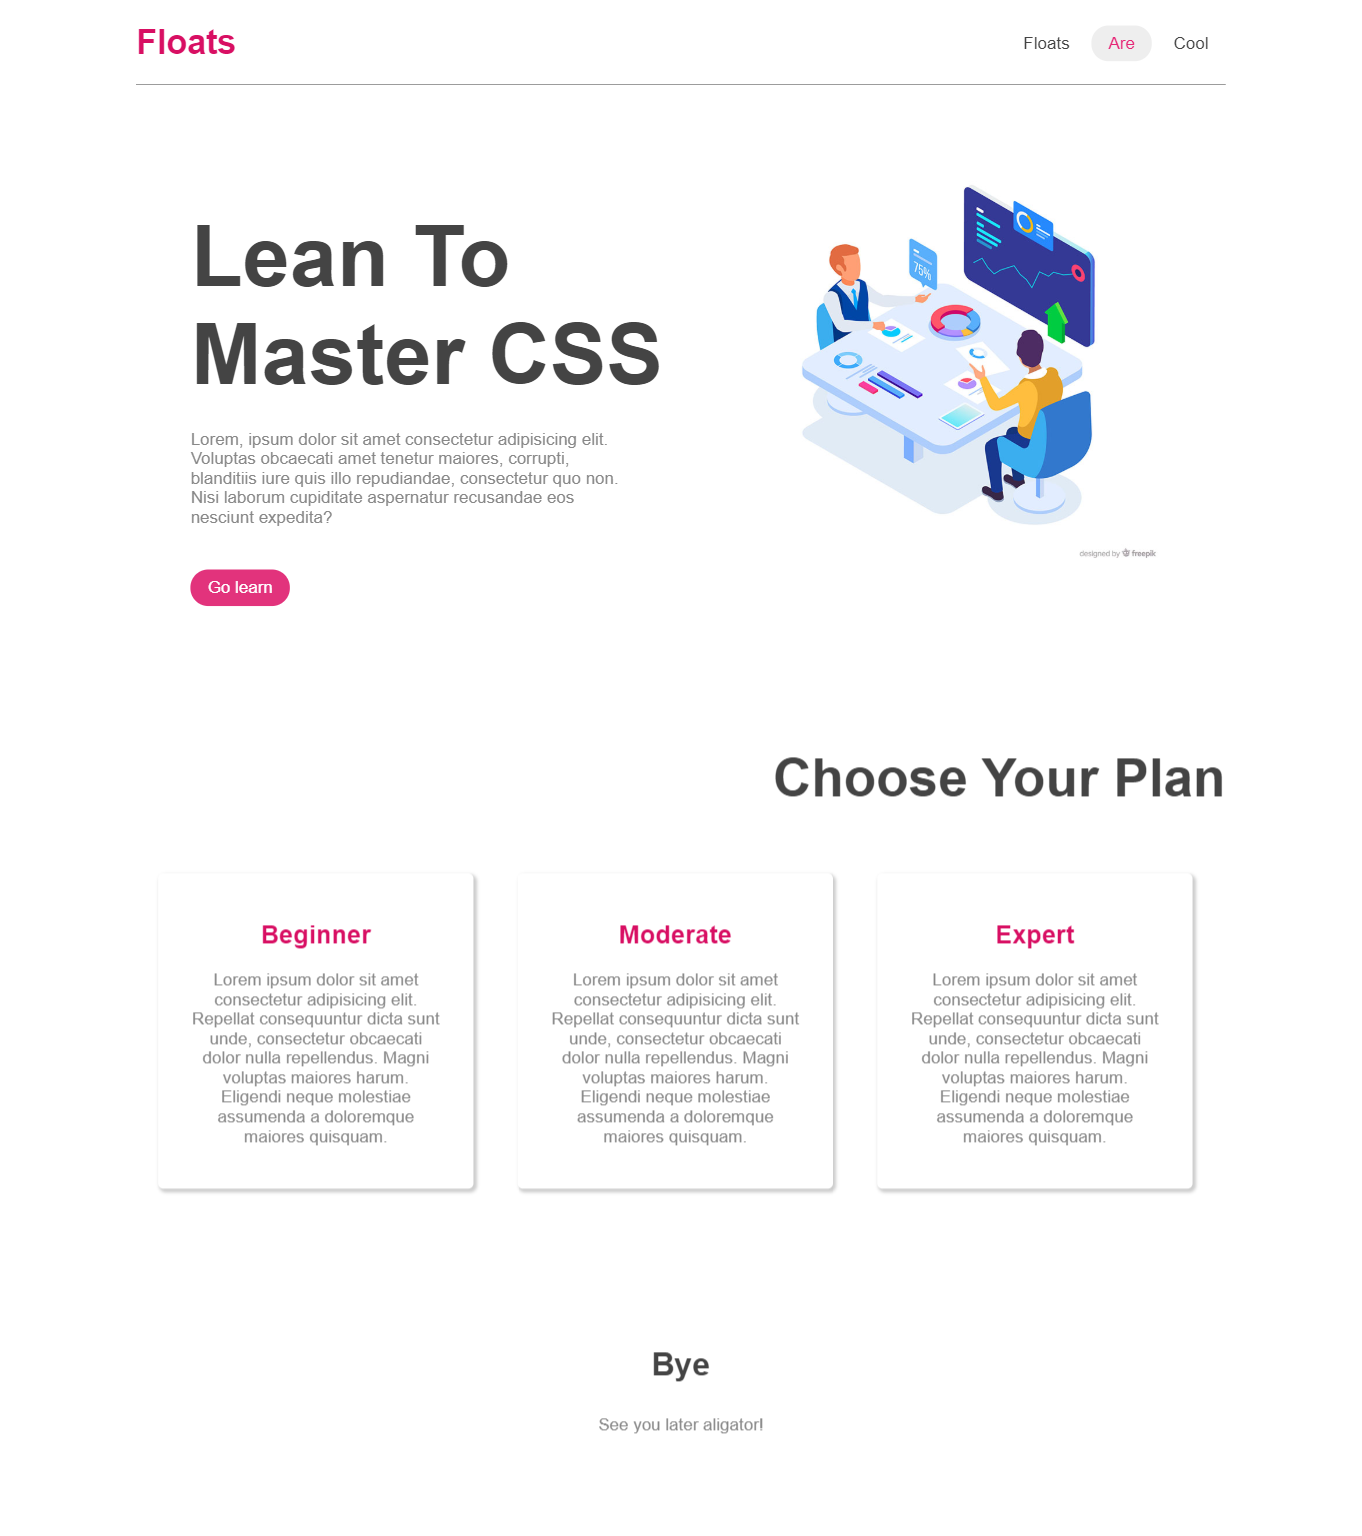 Floats
Floats Are Cool
Lean To
Master CSS
Lorem, ipsum dolor sit amet consectetur adipisicing elit.
Voluptas obcaecati amet tenetur maiores, corrupti,
blanditiis iure quis illo repudiandae, consectetur quo non.
Nisi laborum cupiditate aspernatur recusandae eos
nesciunt expedita?
Go learn
75%
designed by freepik
Choose Your Plan
Beginner
Lorem ipsum dolor sit amet
consectetur adipisicing elit.
Repellat consequuntur dicta sunt
unde, consectetur obcaecati
dolor nulla repellendus. Magni
voluptas maiores harum.
Eligendi neque molestiae
assumenda a doloremque
maiores quisquam.
Moderate
Lorem ipsum dolor sit amet
consectetur adipisicing elit.
Repellat consequuntur dicta sunt
unde, consectetur obcaecati
dolor nulla repellendus. Magni
voluptas maiores harum.
Eligendi neque molestiae
assumenda a doloremque
maiores quisquam.
Expert
Lorem ipsum dolor sit amet
consectetur adipisicing elit.
Repellat consequuntur dicta sunt
unde, consectetur obcaecati
dolor nulla repellendus. Magni
voluptas maiores harum.
Eligendi neque molestiae
assumenda a doloremque
maiores quisquam.
Bye
See you later aligator!